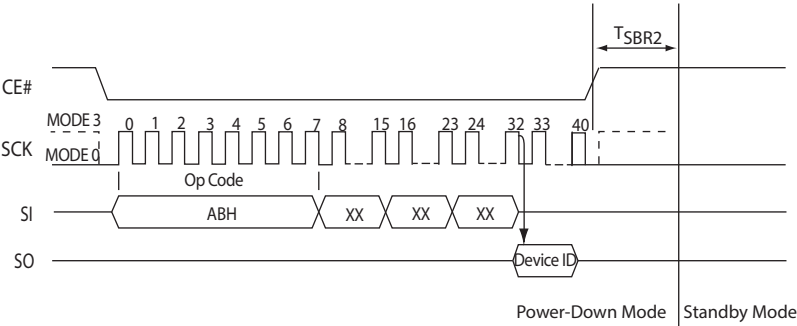 TSBR2
CE#
MODE 3
0 1 2 3 4 5 6 7 8 15 16 23 24 32 33 40
SCK
MODE 0
Op Code
SI
ABH XX XX XX
SO
Device ID
Power-Down Mode Standby Mode